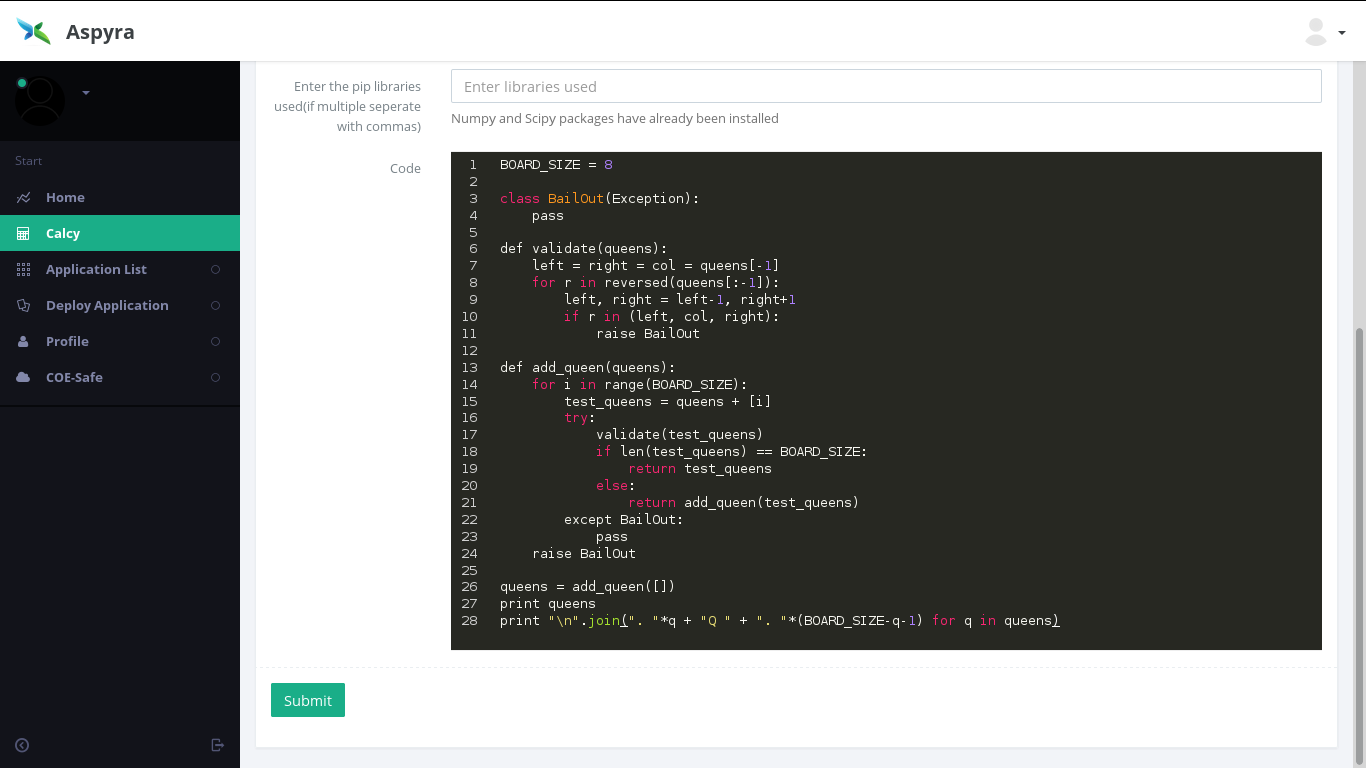 Aspyra
Start
Home
Calcy
Application List
Deploy Application
Profile
COE-Safe
Enter the pip libraries
used(if multiple seperate
with commas)
Enter libraries used
Numpy and Scipy packages have already been installed
Code
1 BOARD_SIZE = 8
2
3 class BailOut(Exception):
4     pass
5
6 def validate(queens):
7     left = right = col = queens[-1]
8     for r in reversed(queens[:-1]):
9         left, right = left-1, right+1
10         if r in (left, col, right):
11             raise BailOut
12
13 def add_queen(queens):
14     for i in range(BOARD_SIZE):
15         test_queens = queens + [i]
16         try:
17             validate(test_queens)
18             if len(test_queens) == BOARD_SIZE:
19                 return test_queens
20             else:
21                 return add_queen(test_queens)
22         except BailOut:
23             pass
24     raise BailOut
25
26 queens = add_queen([])
27 print queens
28 print "\n".join(". "*q + "Q " + ". "*(BOARD_SIZE-q-1) for q in queens)
Submit